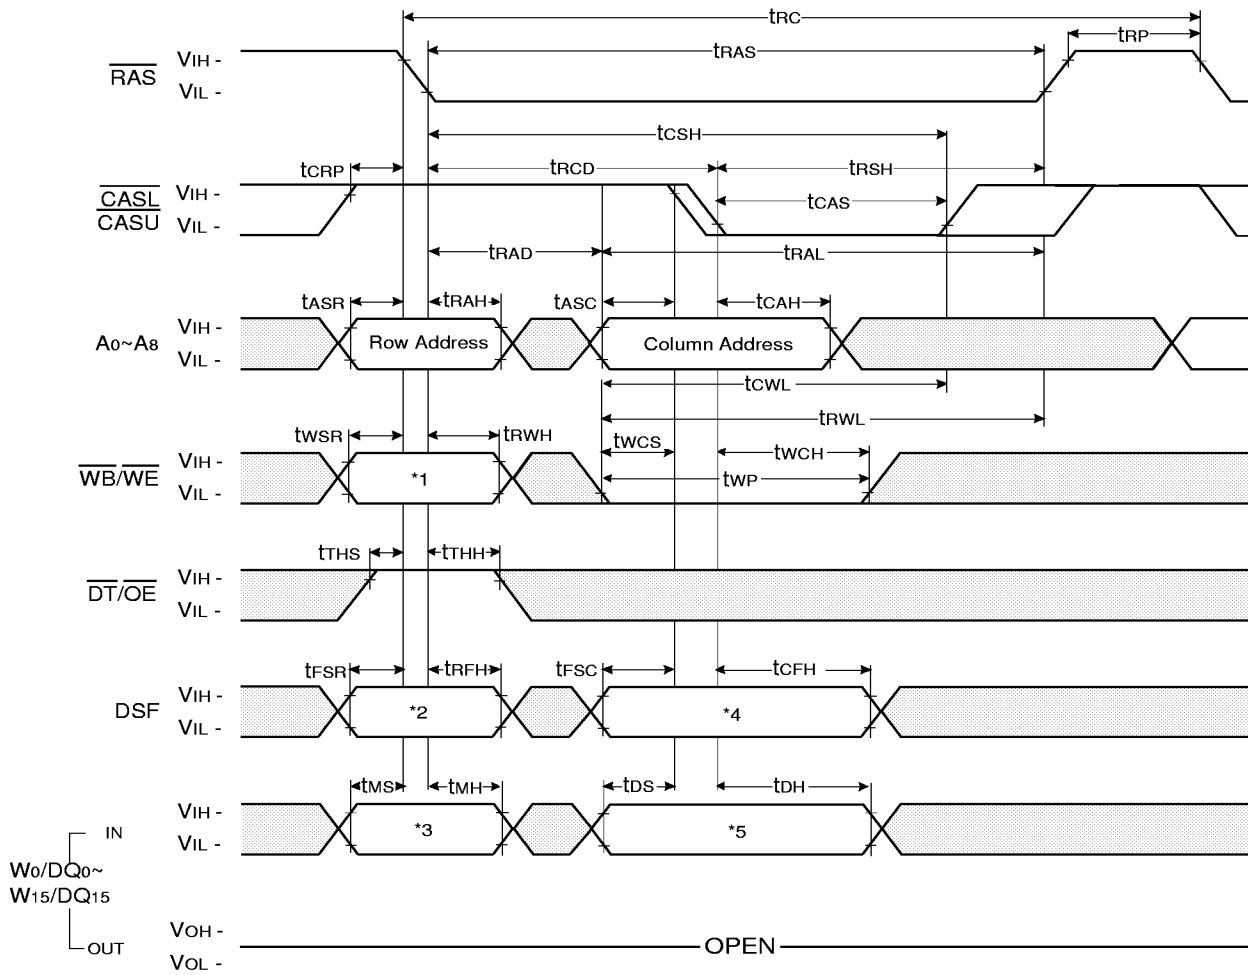 tRC
tRP
tRAS
RAS
VIH -
VIL -
tCSH
tCRP
tRCD
tRSH
CASL
CASU
VIH -
VIL -
tCAS
tRAD
tRAL
tASR
tRAH
tASC
tCAH
A0~A8
VIH -
VIL -
Row Address
Column Address
tCWL
tRWL
tWSR
tRWH
tWCS
tWCH
WB/WE
VIH -
VIL -
*1
tWP
tTHS
tTHH
DT/OE
VIH -
VIL -
tFSR
tRFH
tFSC
tCFH
DSF
VIH -
VIL -
*2
*4
tMS
tMH
tDS
tDH
VIH -
VIL -
*3
*5
IN
W0/DQ0~
W15/DQ15
OUT
VOH -
VOL -
OPEN